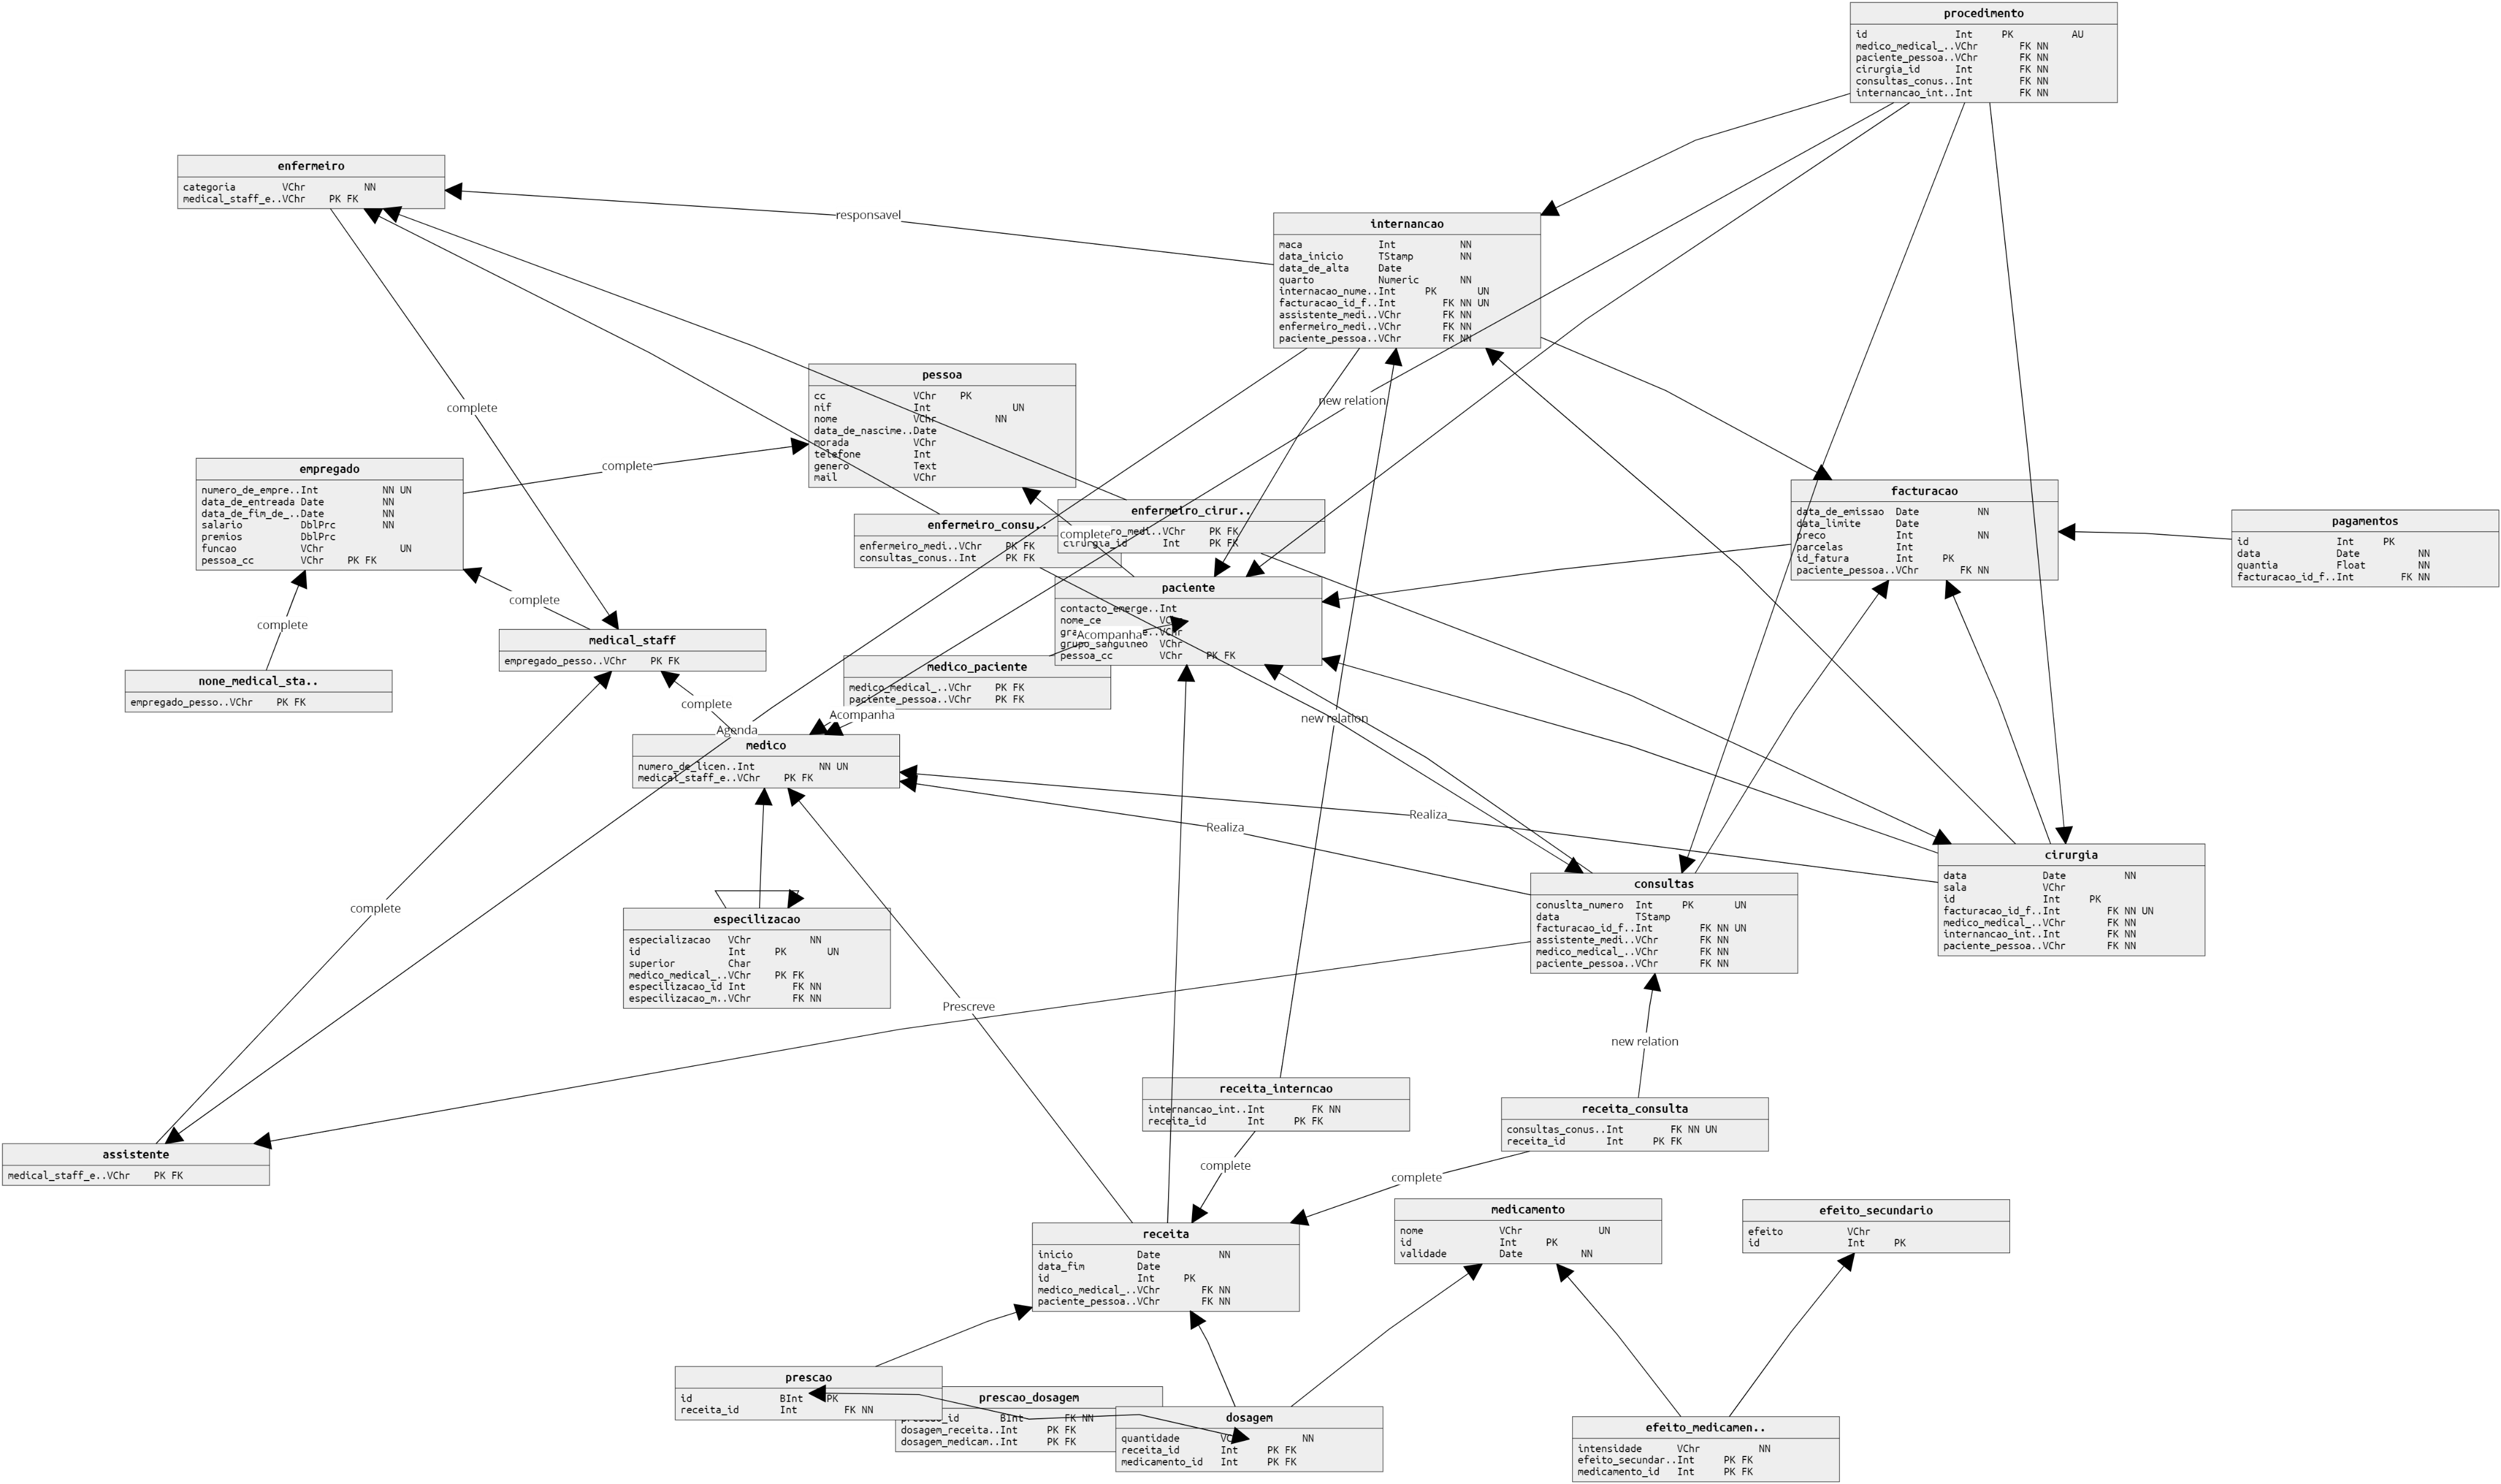 procedimento
id Int PK AU
medico_medical_..VChr FK NN
paciente_pessoa..VChr FK NN
cirurgia_id Int FK NN
consultas_conus..Int FK NN
internancao_int..Int FK NN
enfermeiro
categoria VChr NN
medical_staff_e..VChr PK FK
responsavel
internancao
maca Int NN
data_inicio TStamp NN
data_de_alta Date
quarto Numeric NN
internacao_nume..Int PK UN
facturacao_id_f..Int FK NN UN
assistente_medi..VChr FK NN
enfermeiro_medi..VChr FK NN
paciente_pessoa..VChr FK NN
pessoa
cc VChr PK
nif Int UN
nome VChr NN
data_de_nascime..Date
morada VChr
telefone Int
genero Text
mail VChr
new relation
complete
complete
empregado
numero_de_empre..Int NN UN
data_de_entreada Date NN
data_de_fim_de_..Date NN
salario DblPrc NN
premios DblPrc
funcao VChr UN
pessoa_cc VChr PK FK
facturacao
data_de_emissao Date NN
data_limite Date
preco Int NN
parcelas Int
id_fatura Int PK
paciente_pessoa..VChr FK NN
pagamentos
id Int PK
data Date NN
quantia Float NN
facturacao_id_f..Int FK NN
enfermeiro_cirur..
ro_medi..VChr PK FK
cirurgia_id Int PK FK
enfermeiro_consu..
enfermeiro_medi..VChr PK FK
consultas_conus..Int PK FK
complete
paciente
contacto_emerge..Int
nome_ce
gra
grupo_sanguineo VChr
pessoa_cc VChr PK FK
Acompanha
complete
complete
medical_staff
empregado_pesso..VChr PK FK
none_medical_sta..
empregado_pesso..VChr PK FK
medico_paciente
medico_medical_..VChr PK FK
paciente_pessoa..VChr PK FK
complete
Acompanha
Agenda
new relation
medico
numero_de_licen..Int NN UN
medical_staff_e..VChr PK FK
Realiza
Realiza
cirurgia
data Date NN
sala VChr
id Int PK
facturacao_id_f..Int FK NN UN
medico_medical_..VChr FK NN
internancao_int..Int FK NN
paciente_pessoa..VChr FK NN
consultas
conuslta_numero Int PK UN
data TStamp
facturacao_id_f..Int FK NN UN
assistente_medi..VChr FK NN
medico_medical_..VChr FK NN
paciente_pessoa..VChr FK NN
complete
especilizacao
especializacao VChr NN
id Int PK UN
superior Char
medico_medical_..VChr PK FK
especilizacao_id Int FK NN
especilizacao_m..VChr FK NN
Prescreve
new relation
receita_interncao
internancao_int..Int FK NN
receita_id Int PK FK
receita_consulta
consultas_conus..Int FK NN UN
receita_id Int PK FK
assistente
medical_staff_e..VChr PK FK
complete
complete
receita
inicio Date NN
data_fim Date
id Int PK
medico_medical_..VChr FK NN
paciente_pessoa..VChr FK NN
medicamento
nome VChr UN
id Int PK
validade Date NN
efeito_secundario
efeito VChr
id Int PK
prescao
id BInt PK
receita_id Int FK NN
prescao_dosagem
BInt FK NN
dosagem_receita..Int PK FK
dosagem_medicam..Int PK FK
dosagem
quantidade NN
receita_id Int PK FK
medicamento_id Int PK FK
efeito_medicamen..
intensidade VChr NN
efeito_secundar..Int PK FK
medicamento_id Int PK FK